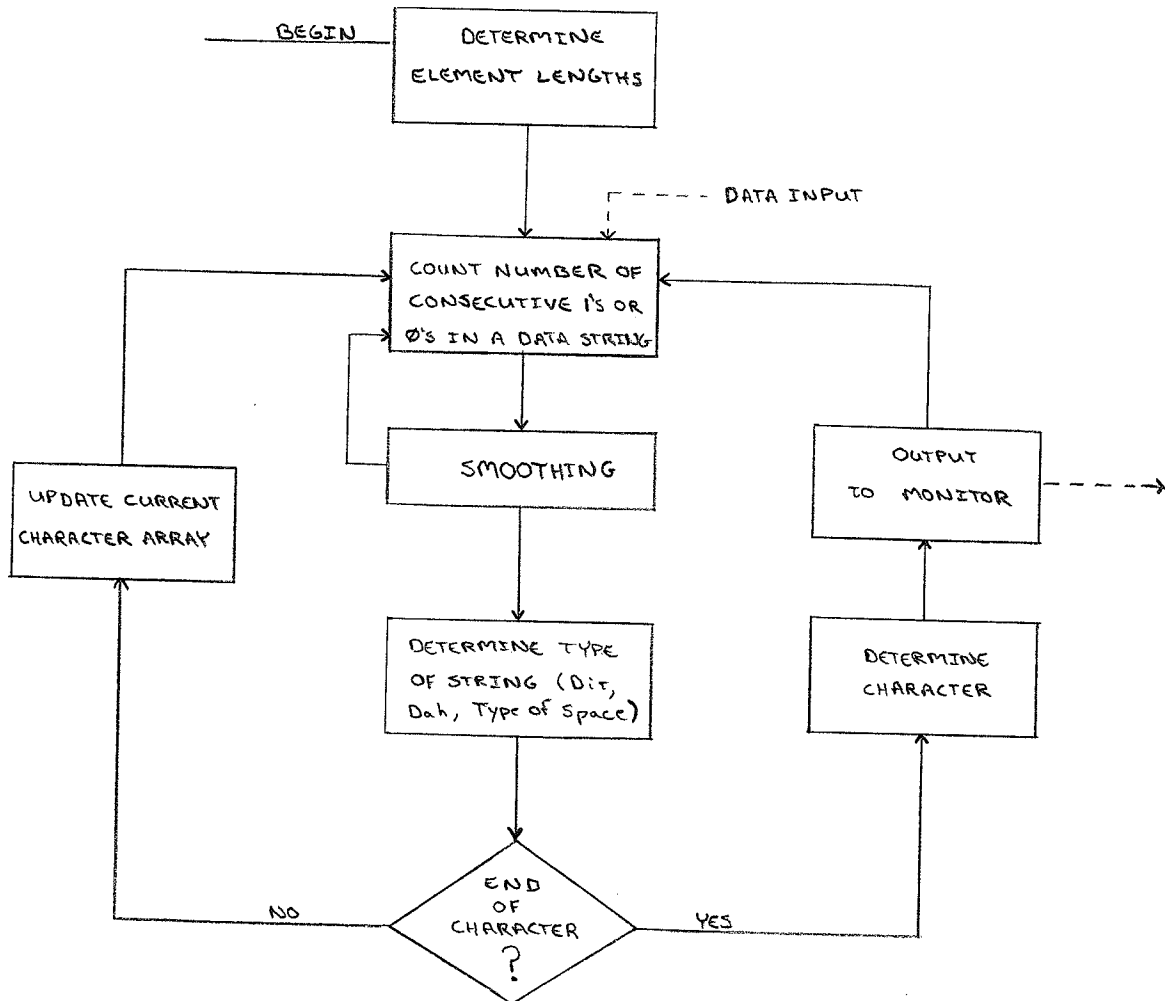 BEGIN
DETERMINE
ELEMENT LENGTHS
DATA INPUT
COUNT NUMBER OF
CONSECUTIVE 1'S OR
Ø'S IN A DATA STRING
SMOOTHING
UPDATE CURRENT
CHARACTER ARRAY
OUTPUT
TO MONITOR
DETERMINE TYPE
OF STRING (Dit,
Dah, Type of Space)
DETERMINE
CHARACTER
END
OF
CHARACTER
?
NO
YES